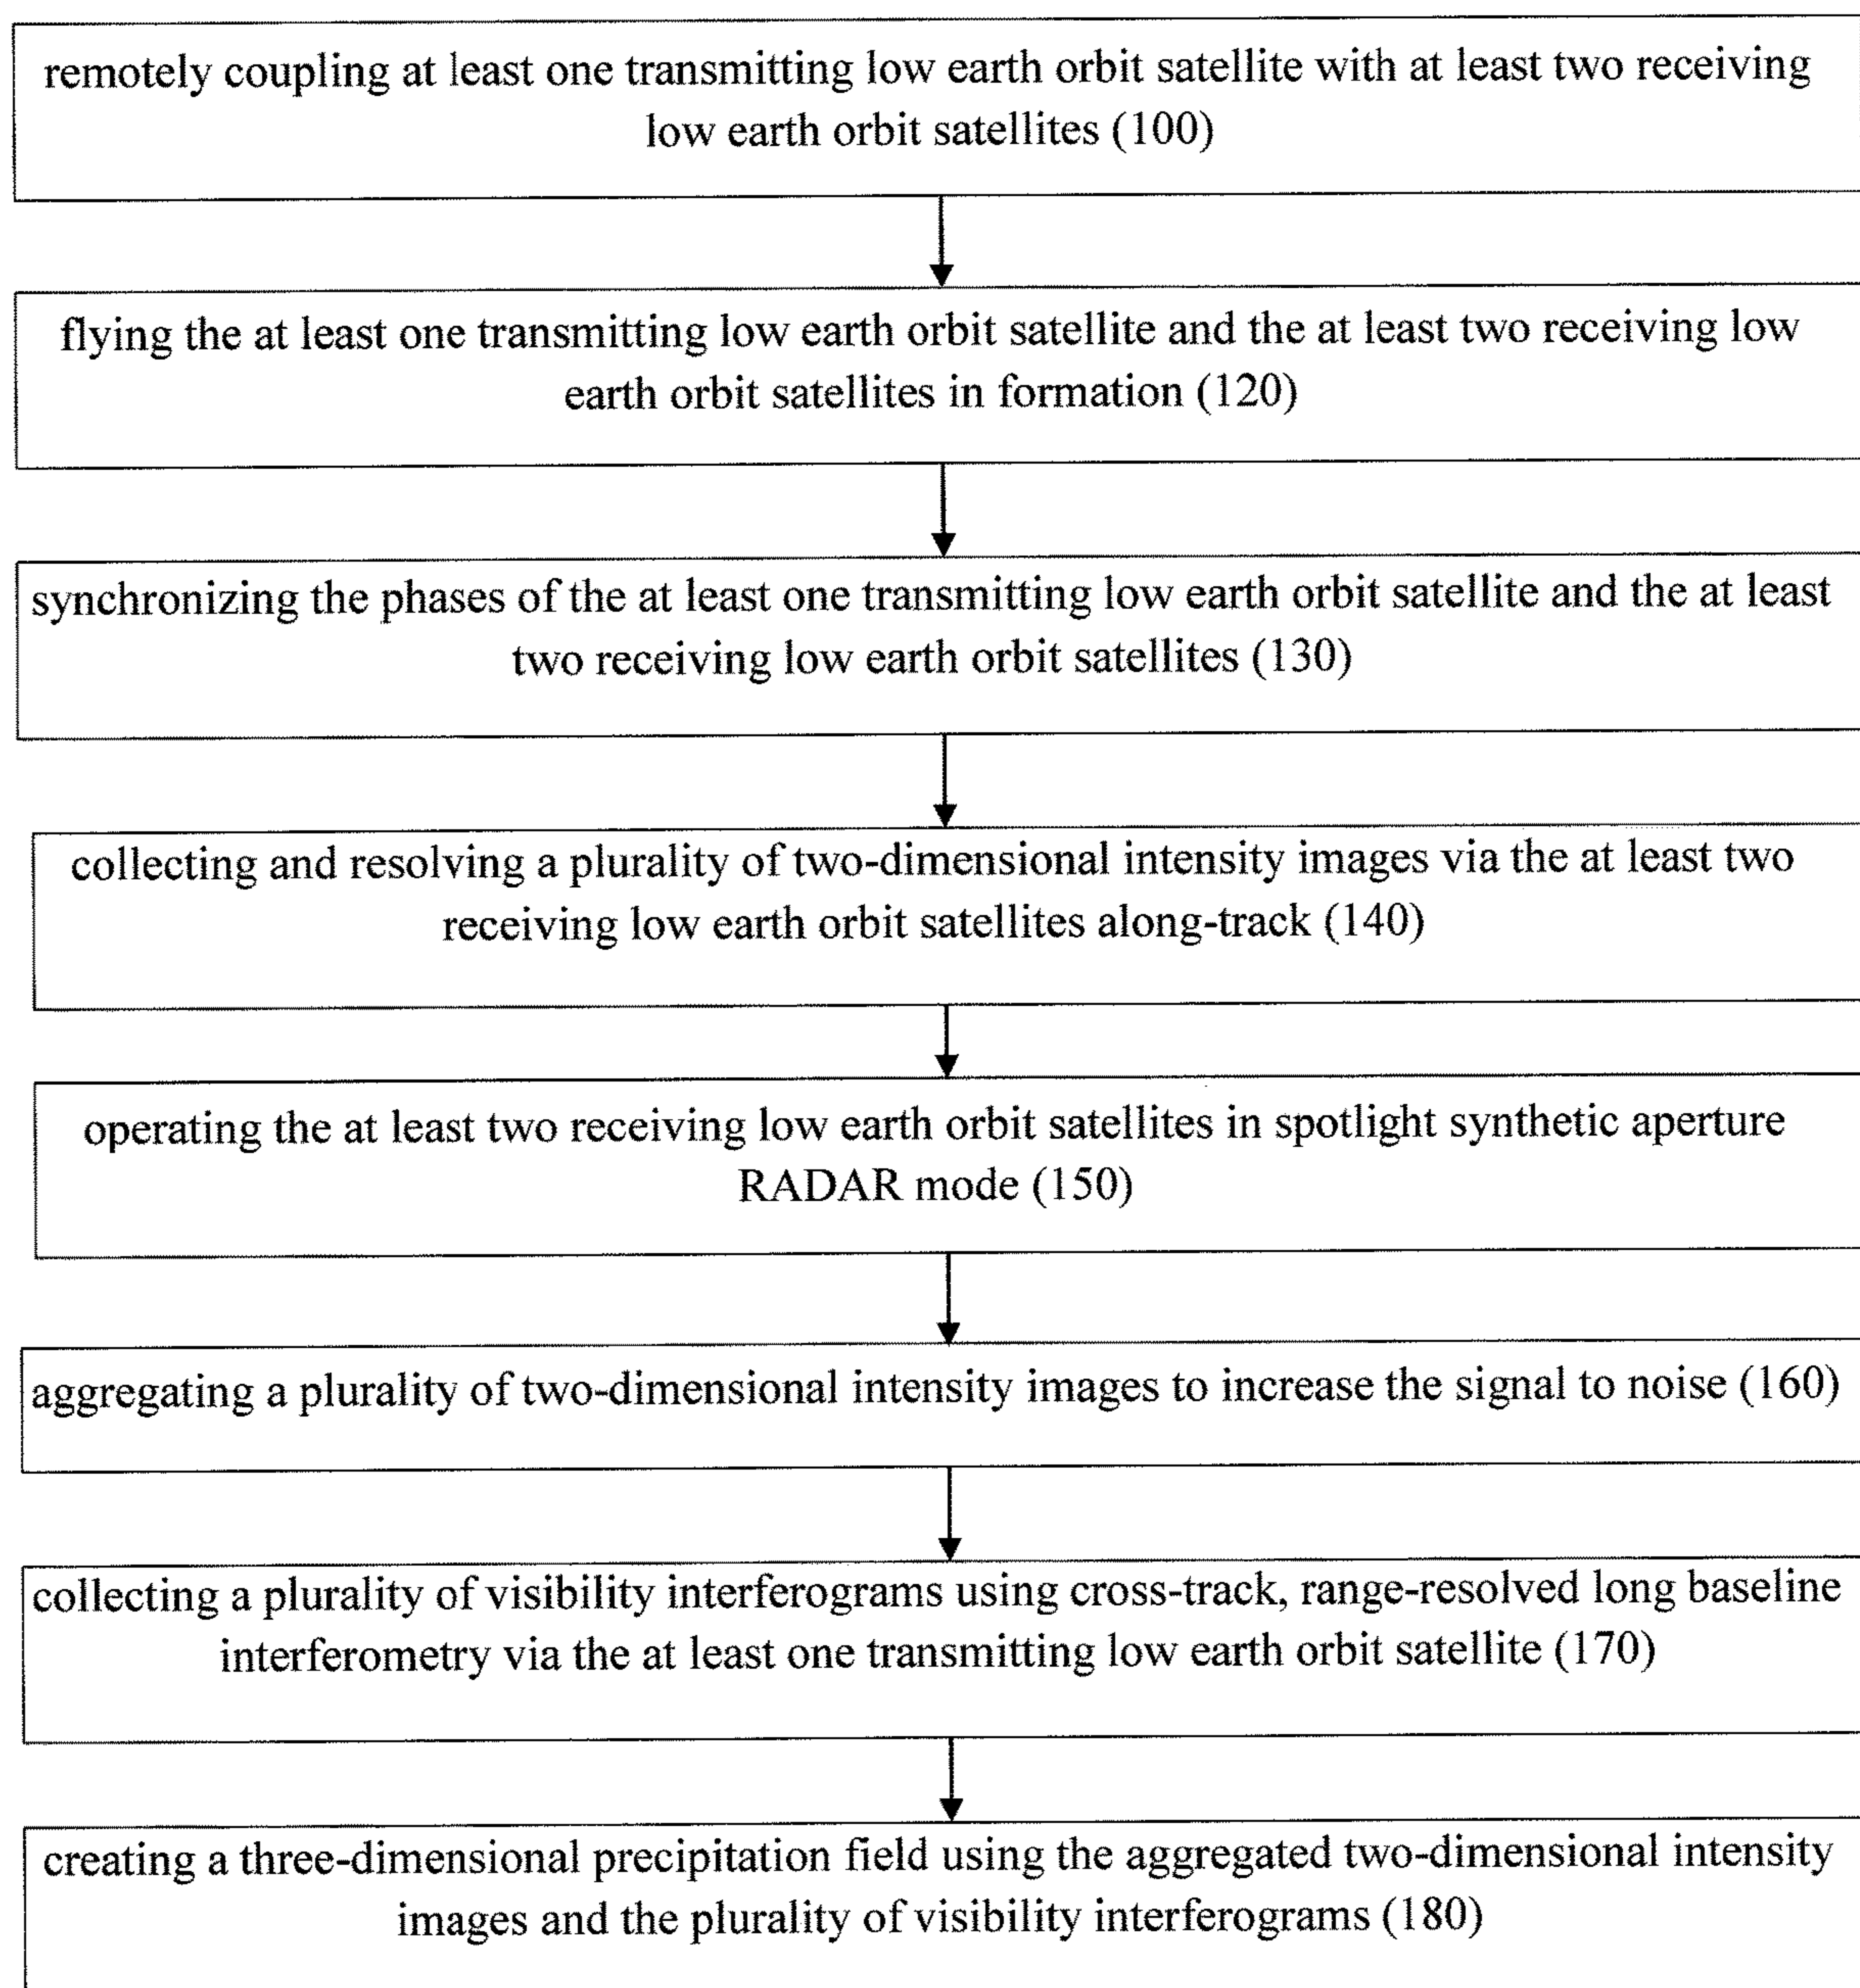 remotely coupling at least one transmitting low earth orbit satellite with at least two receiving
low earth orbit satellites (100)
flying the at least one transmitting low earth orbit satellite and the at least two receiving low
earth orbit satellites in formation (120)
synchronizing the phases of the at least one transmitting low earth orbit satellite and the at least
two receiving low earth orbit satellites (130)
collecting and resolving a plurality of two-dimensional intensity images via the at least two
receiving low earth orbit satellites along-track (140)
operating the at least two receiving low earth orbit satellites in spotlight synthetic aperture
RADAR mode (150)
aggregating a plurality of two-dimensional intensity images to increase the signal to noise (160)
collecting a plurality of visibility interferograms using cross-track, range-resolved long baseline
interferometry via the at least one transmitting low earth orbit satellite (170)
creating a three-dimensional precipitation field using the aggregated two-dimensional intensity
images and the plurality of visibility interferograms (180)